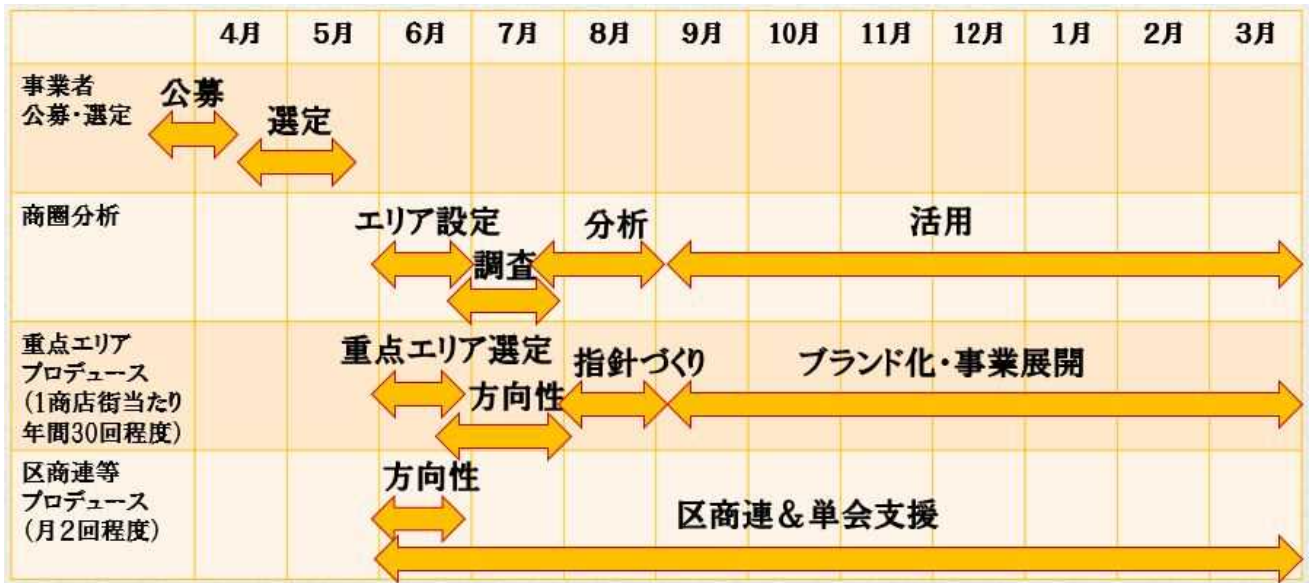 4月 5月 6月 7月 8月 9月 10月 11月 12月 1月 2月 3月
事業者
公募・選定
公募
選定
商圏分析
エリア設定
調査
分析
活用
重点エリア
プロデュース
(1商店街当たり
年間30回程度)
重点エリア選定
方向性
指針づくり
ブランド化・事業展開
区商連等
プロデュース
(月2回程度)
方向性
区商連&単会支援